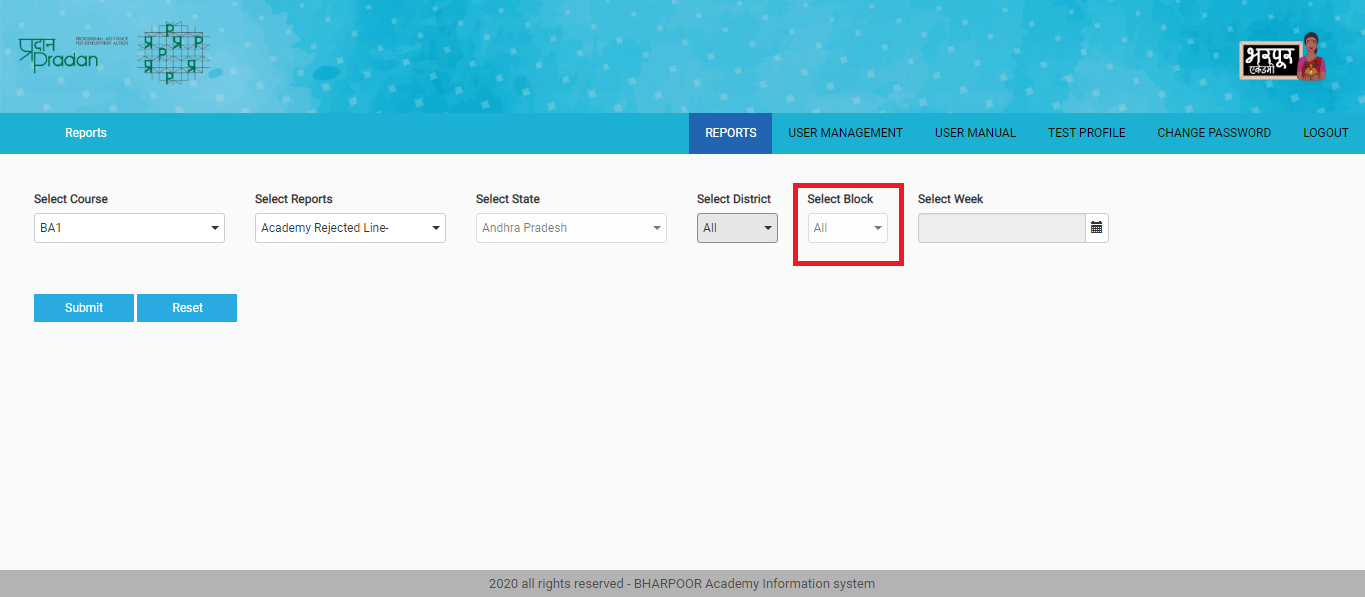 प्रदान
Pradan
PROFESSIONAL ASSISTANCE
FOR DEVELOPMENT ACTION
P
प्र P प्र P
P
प्र प्र
P
भरपूर
एकेडमी
Reports
REPORTS
USER MANAGEMENT
USER MANUAL
TEST PROFILE
CHANGE PASSWORD
LOGOUT
Select Course
Select Reports
Select State
Select District
Select Block
Select Week
BA1
Academy Rejected Line-
Andhra Pradesh
All
All
Submit
Reset
2020 all rights reserved - BHARPOOR Academy Information system